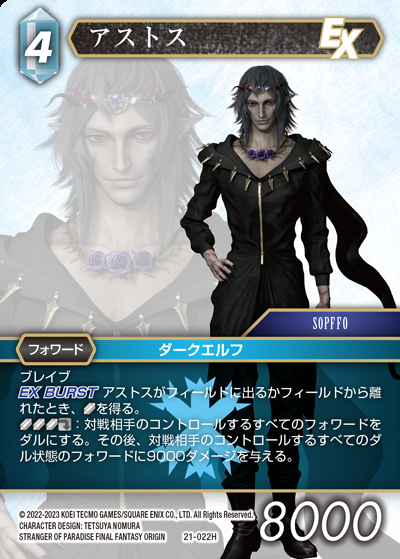 4
アストス
EX
SOPFFO
フォワード
ダークエルフ
ブレイブ
EX BURST アストスがフィールドに出るかフィールドから離
れたとき、を得る。
：対戦相手のコントロールするすべてのフォワードを
ダルにする。その後、対戦相手のコントロールするすべてのダ
ル状態のフォワードに9000ダメージを与える。
© 2022-2023 KOEI TECMO GAMES/SQUARE ENIX CO., LTD. All Rights Reserved.
CHARACTER DESIGN: TETSUYA NOMURA
STRANGER OF PARADISE FINAL FANTASY ORIGIN
21-022H
8000